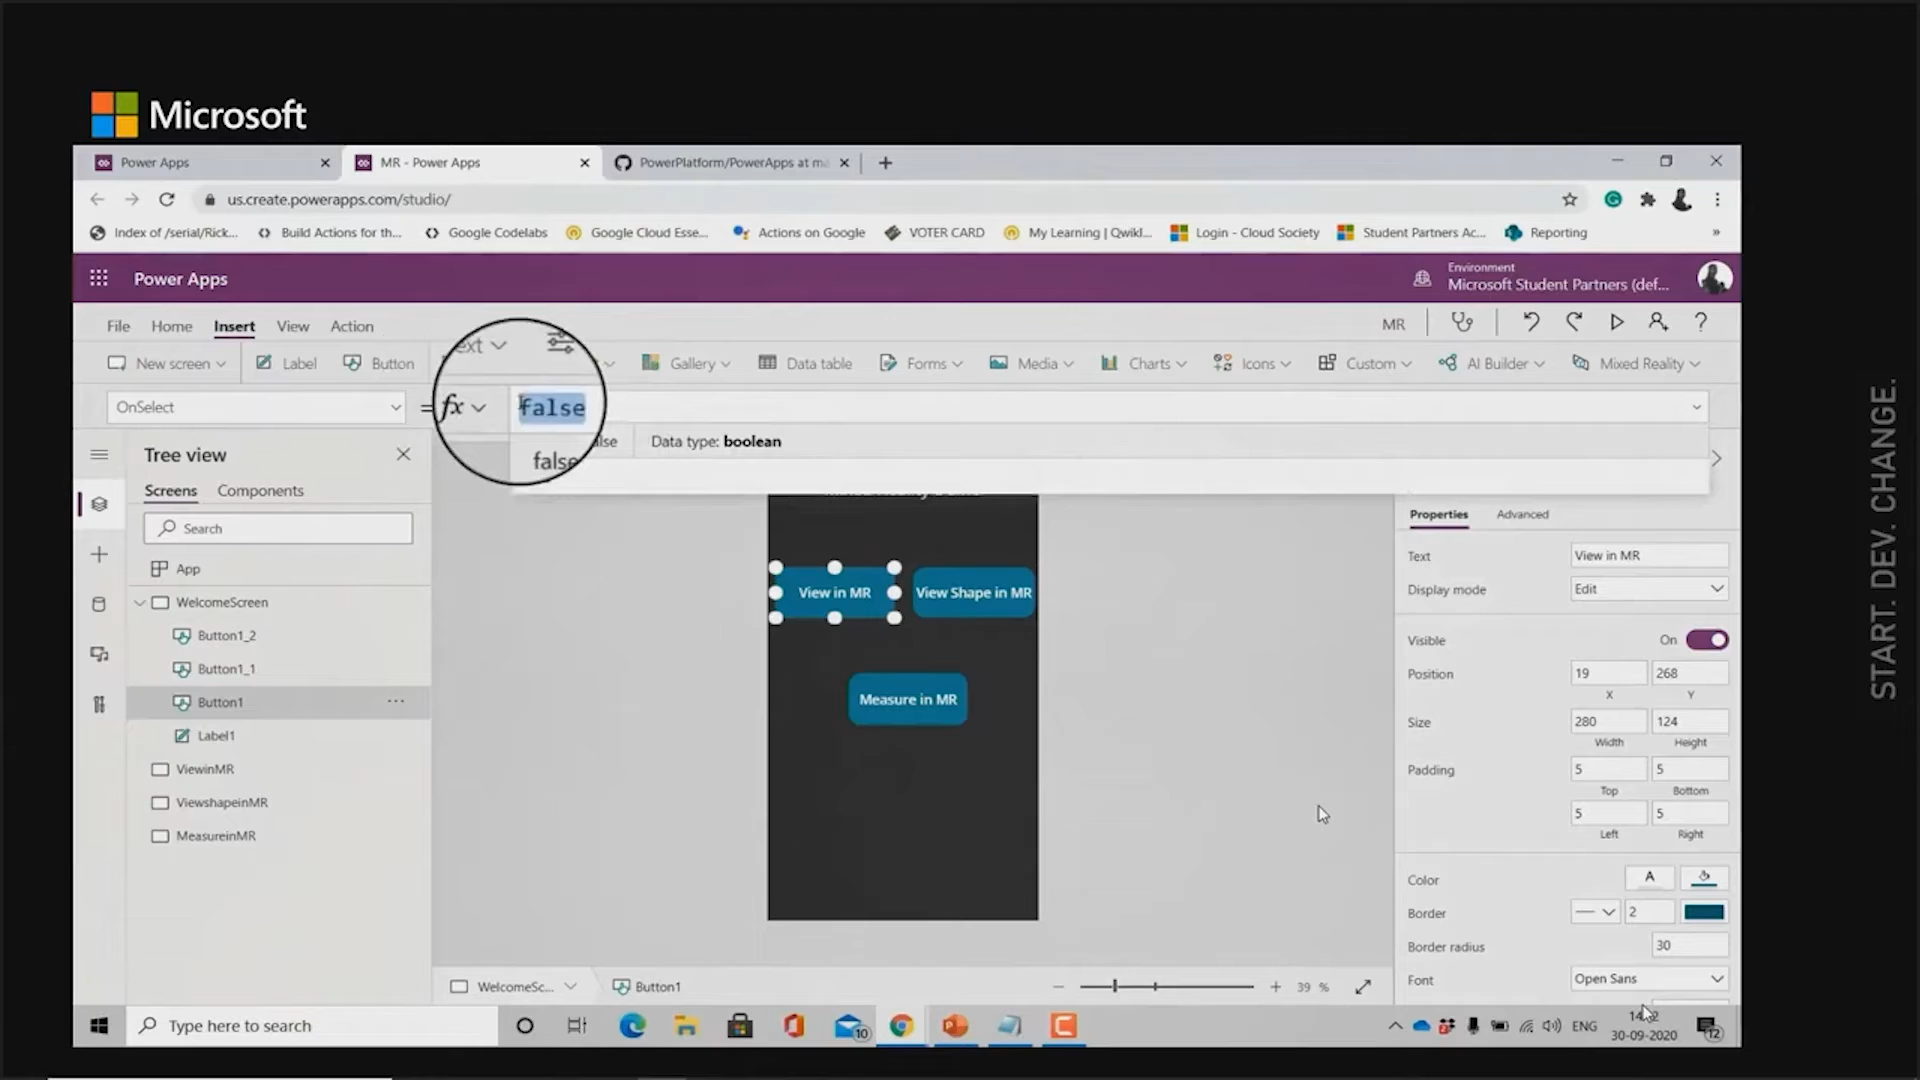 Microsoft
Power Apps
MR - Power Apps
PowerPlatform/PowerApps at ma
us.create.powerapps.com/studio/
Index of /serial/Rick...
Build Actions for th...
Google Codelabs
Google Cloud Esse...
Actions on Google
VOTER CARD
My Learning | Qwikl...
Login - Cloud Society
Student Partners Ac...
Reporting
»
Power Apps
Environment
Microsoft Student Partners (def...
File
Home
Insert
View
Action
MR
New screen
Label
Button
ext
Gallery
Data table
Forms
Media
Charts
Icons
Custom
AI Builder
Mixed Reality
OnSelect
= fx
false
lse
Data type: boolean
false
Tree view
Screens
Components
Search
App
WelcomeScreen
Button1_2
Button1_1
Button1
Label1
ViewinMR
ViewshapeinMR
MeasureinMR
View in MR
View Shape in MR
Measure in MR
Properties
Advanced
Text
View in MR
Display mode
Edit
Visible
On
Position
19
268
X
Y
Size
280
124
Width
Height
Padding
5
5
Top
Bottom
5
5
Left
Right
Color
A
Border
2
Border radius
30
Font
Open Sans
WelcomeSc...
Button1
39 %
Type here to search
10
ENG
30-09-2020
12
START. DEV. CHANGE.